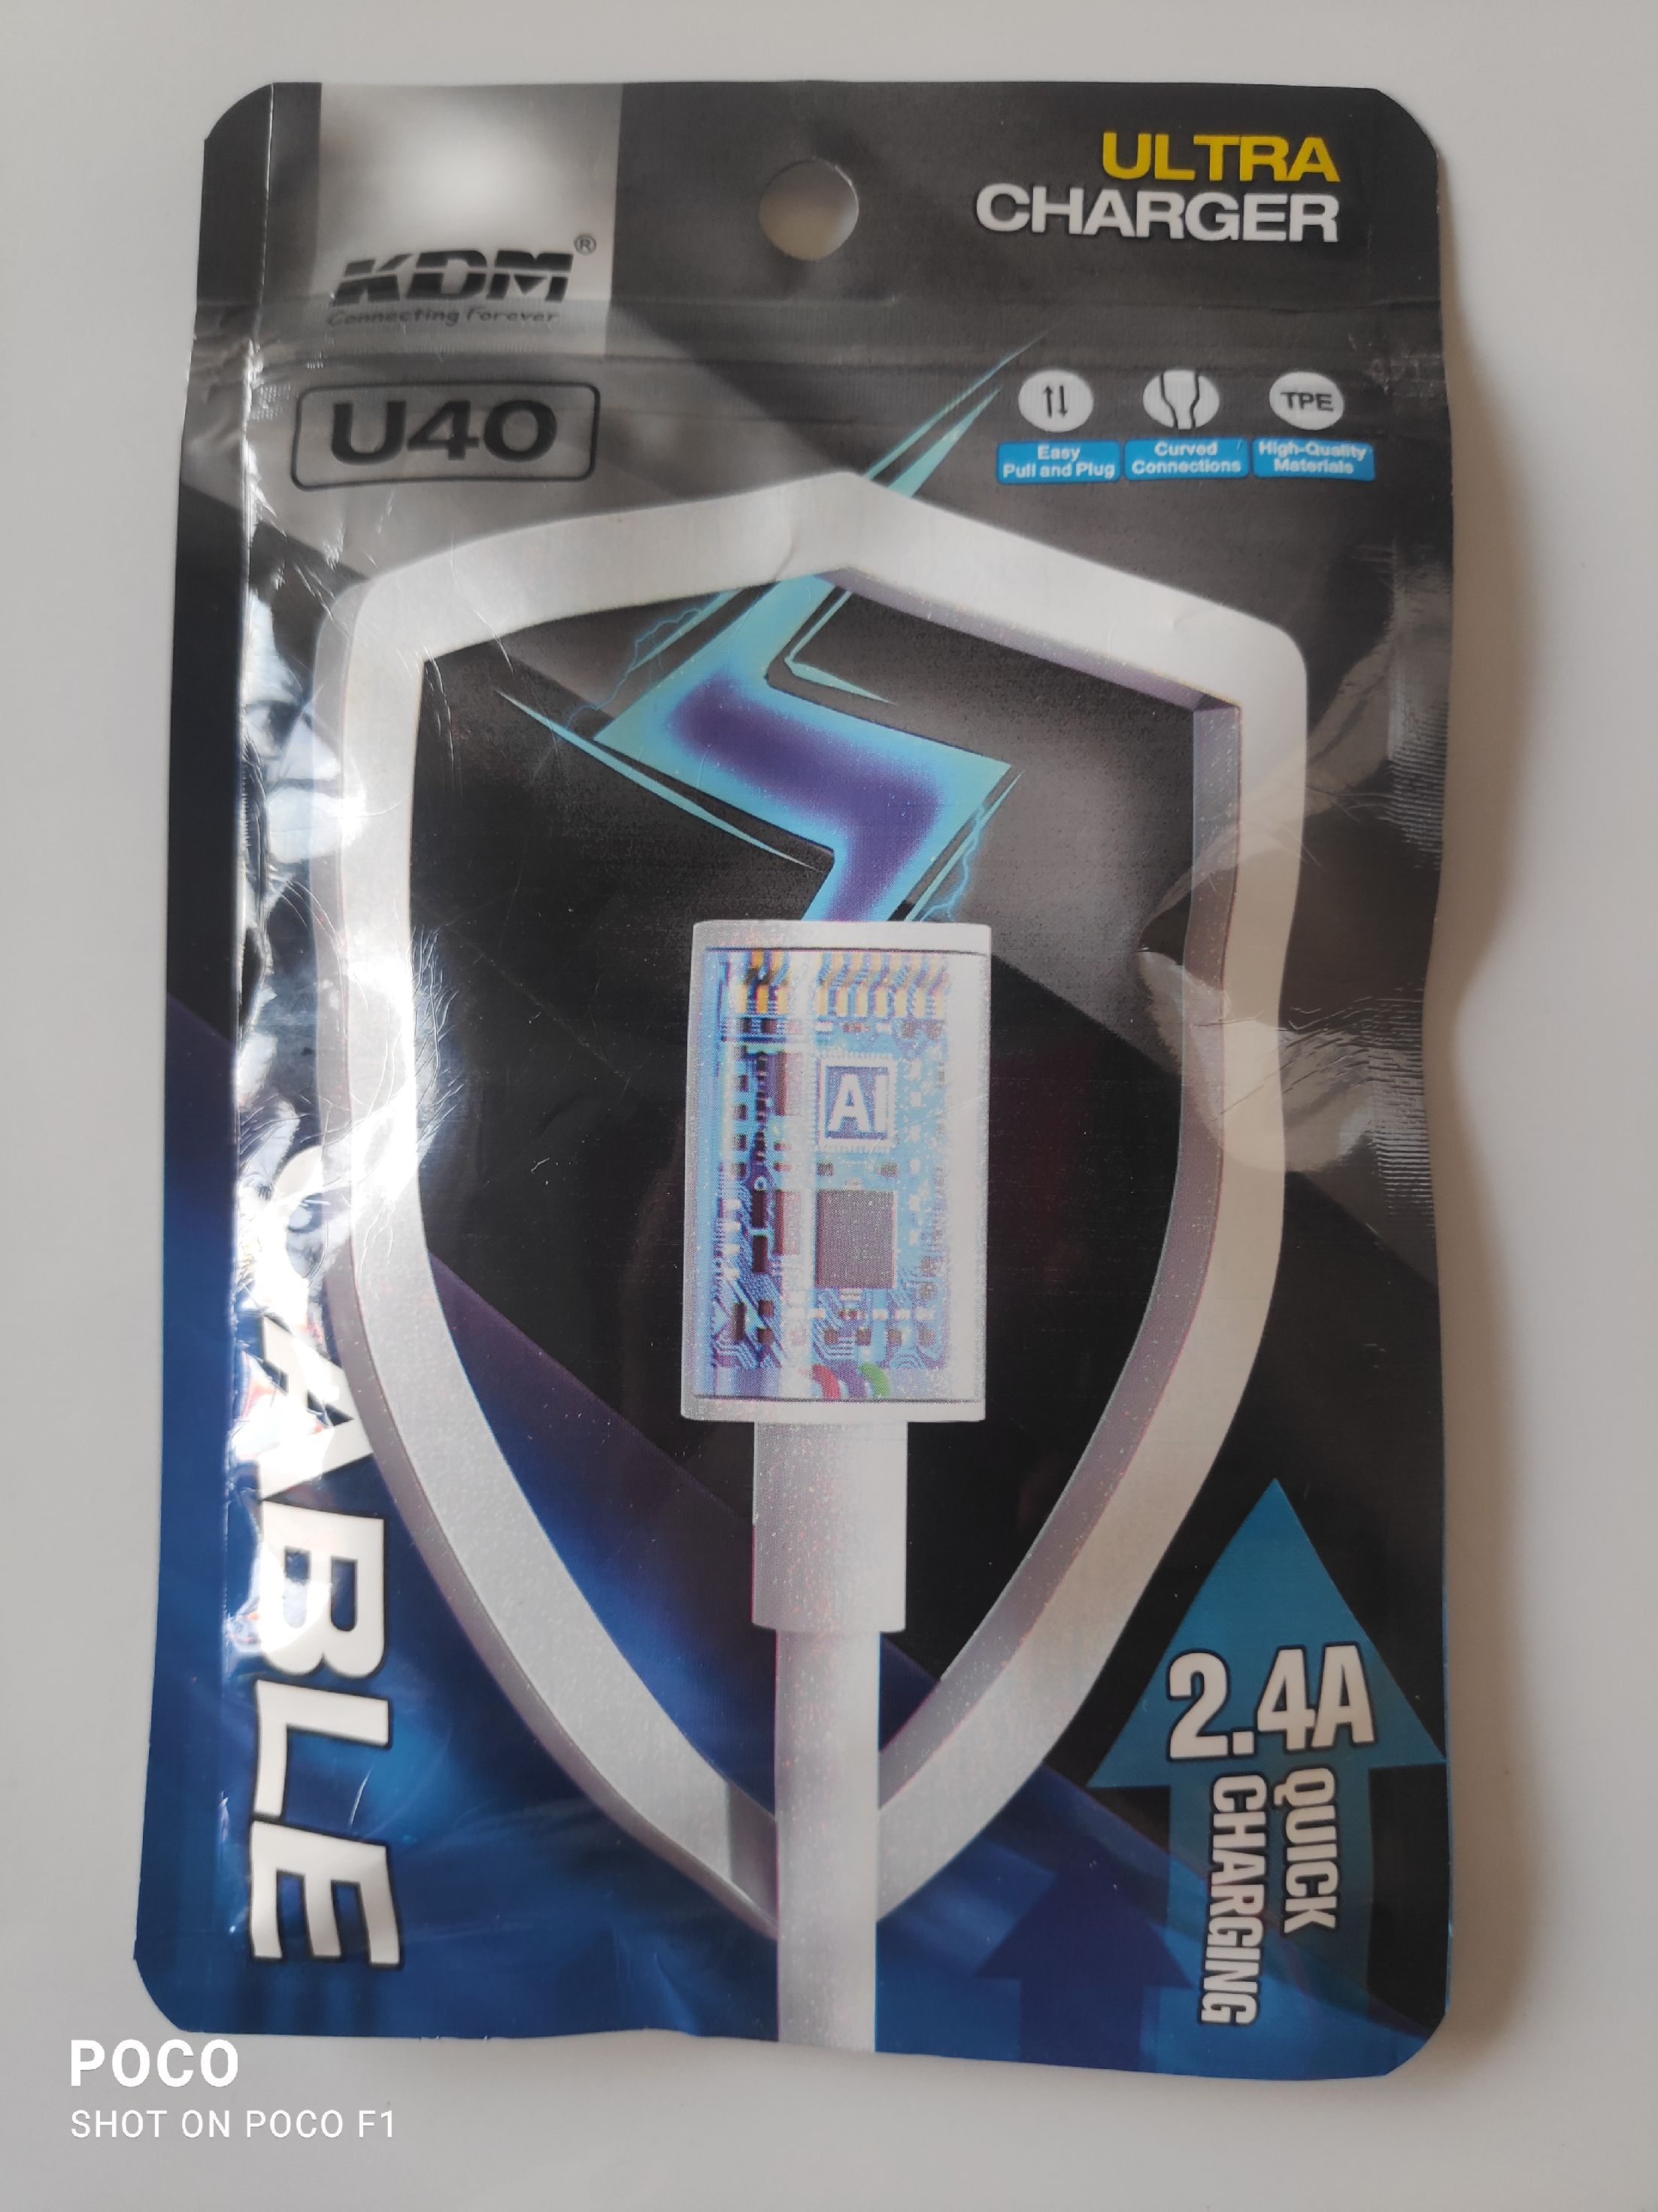 ULTRA
CHARGER
KDM®
Connecting Forever
U40
TPE
Easy
Pull and Plug
Curved
Connections
High-Quality
Materials
AI
CABLE
2.4A
QUICK
CHARGING
POCO
SHOT ON POCO F1